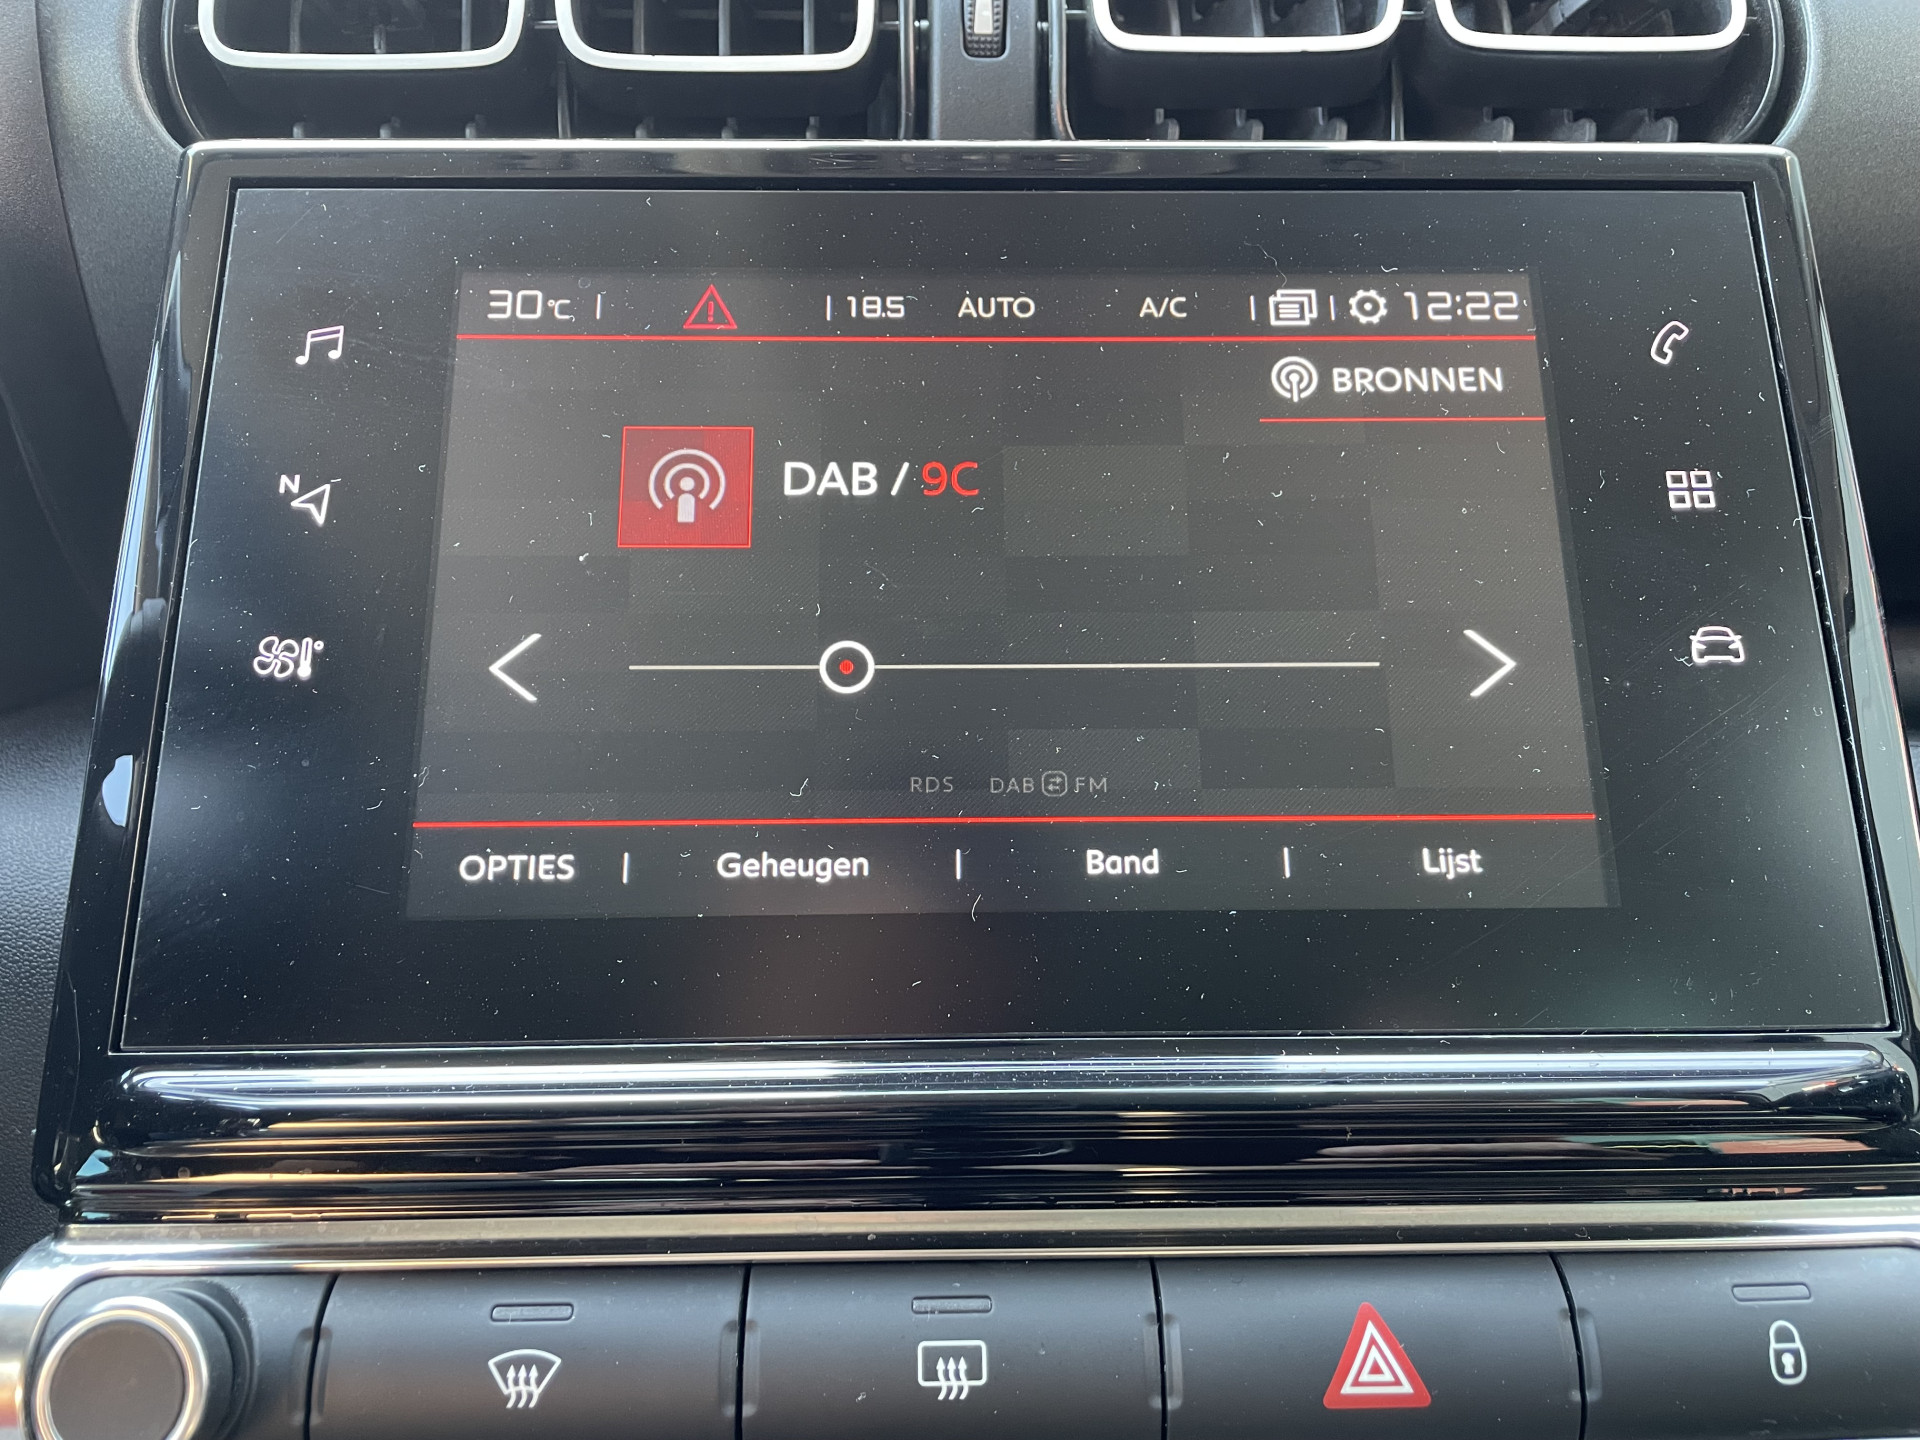 30°C | | 18.5 AUTO A/C | | 12:22
BRONNEN
DAB / 9C
N
RDS DAB FM
OPTIES | Geheugen | Band | Lijst